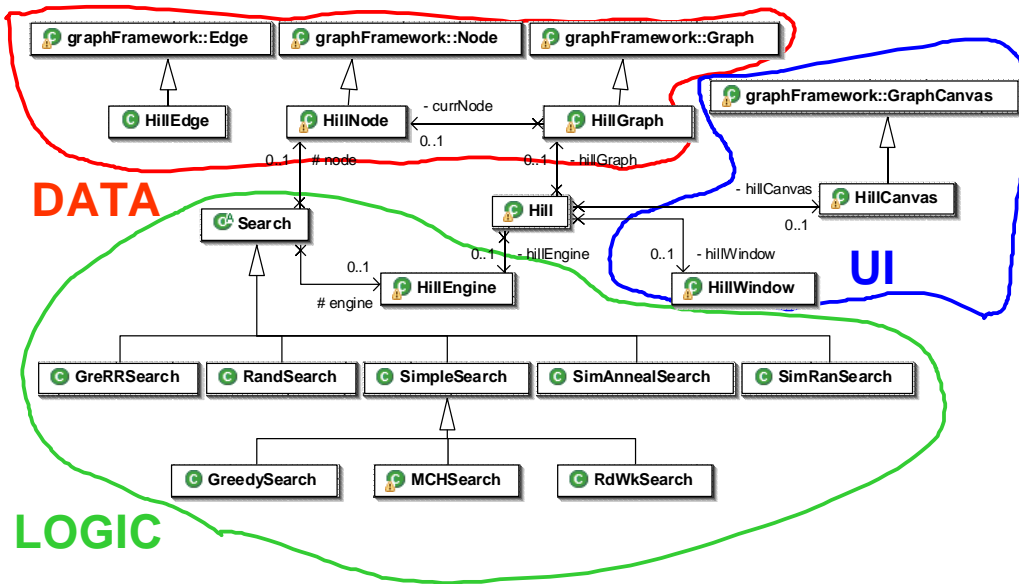 graphFramework::Edge
graphFramework::Node
graphFramework::Graph
graphFramework::GraphCanvas
HillEdge
HillNode
- currNode
0..1
HillGraph
0..1
# node
0..1
- hillGraph
DATA
- hillCanvas
0..1
HillCanvas
Search
Hill
0..1
- hillEngine
0..1
- hillWindow
UI
0..1
# engine
HillEngine
HillWindow
GreRRSearch
RandSearch
SimpleSearch
SimAnnealSearch
SimRanSearch
GreedySearch
MCHSearch
RdWkSearch
LOGIC